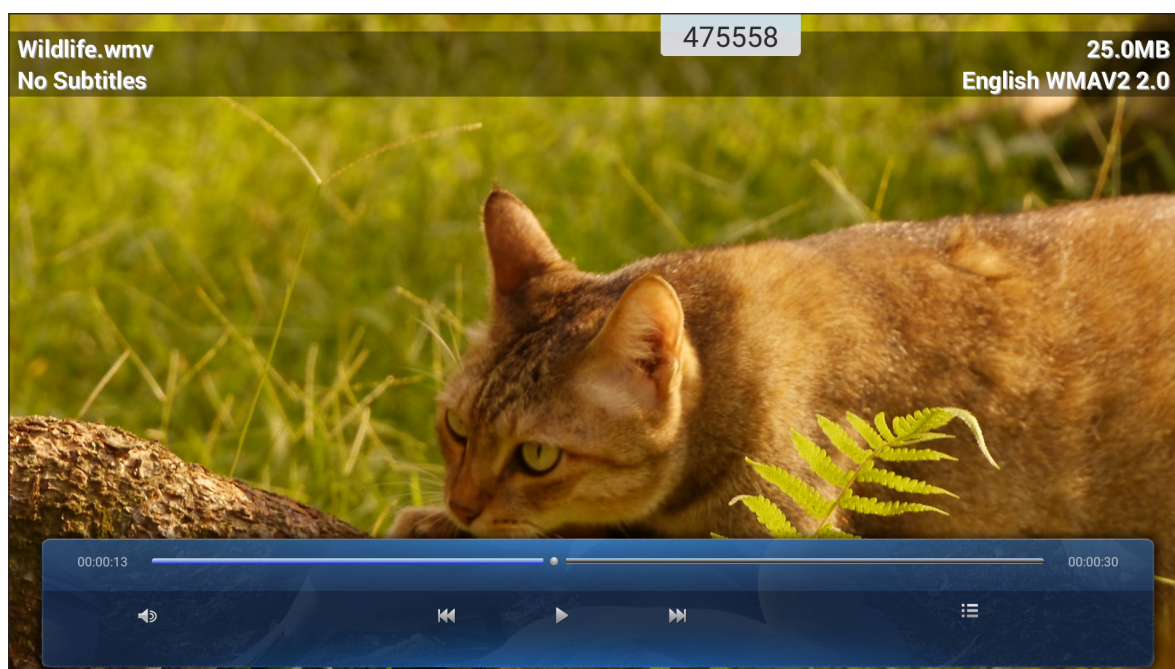 475558
Wildlife.wmv
25.0MB
No Subtitles
English WMAV2 2.0
00:00:13
00:00:30